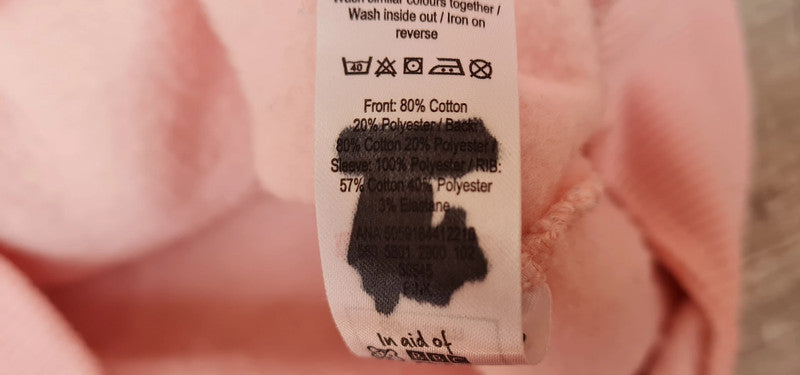 Wash similar colours together /
Wash inside out / Iron on
reverse
40
Front: 80% Cotton
20% Polyester / Back:
80% Cotton 20% Polyester /
Sleeve: 100% Polyester / RIB:
57% Cotton 40% Polyester
3% Elastane
In aid of
BBC